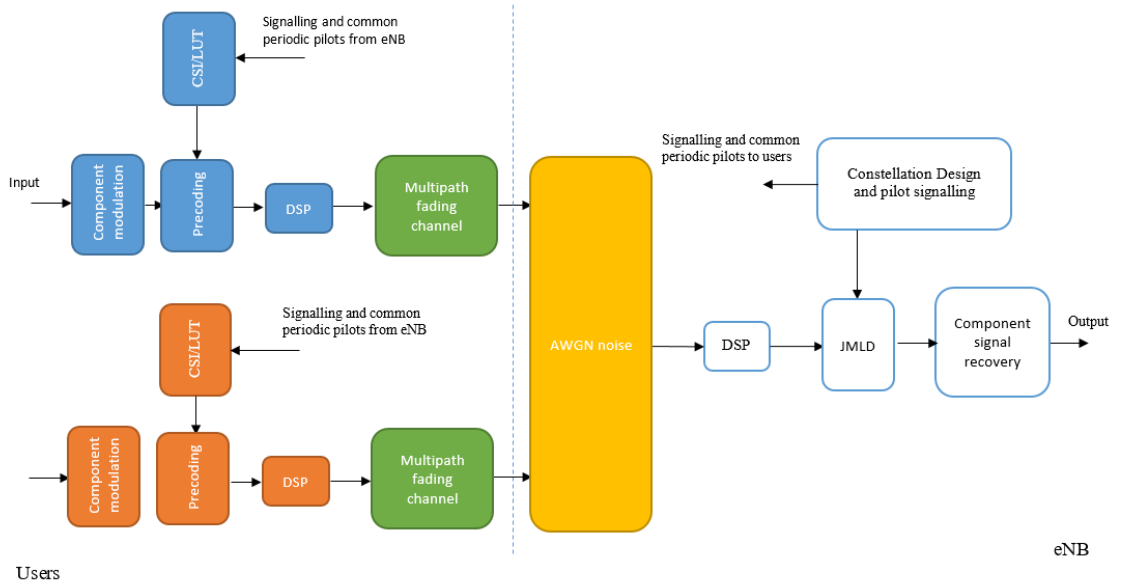 Signalling and common
periodic pilots from eNB
CSI/LUT
Input
Component
modulation
Precoding
DSP
Multipath
fading
channel
Signalling and common
periodic pilots from eNB
CSI/LUT
Component
modulation
Precoding
DSP
Multipath
fading
channel
Users
AWGN noise
Signalling and common
periodic pilots to users
Constellation Design
and pilot signalling
DSP
JMLD
Component
signal
recovery
Output
eNB